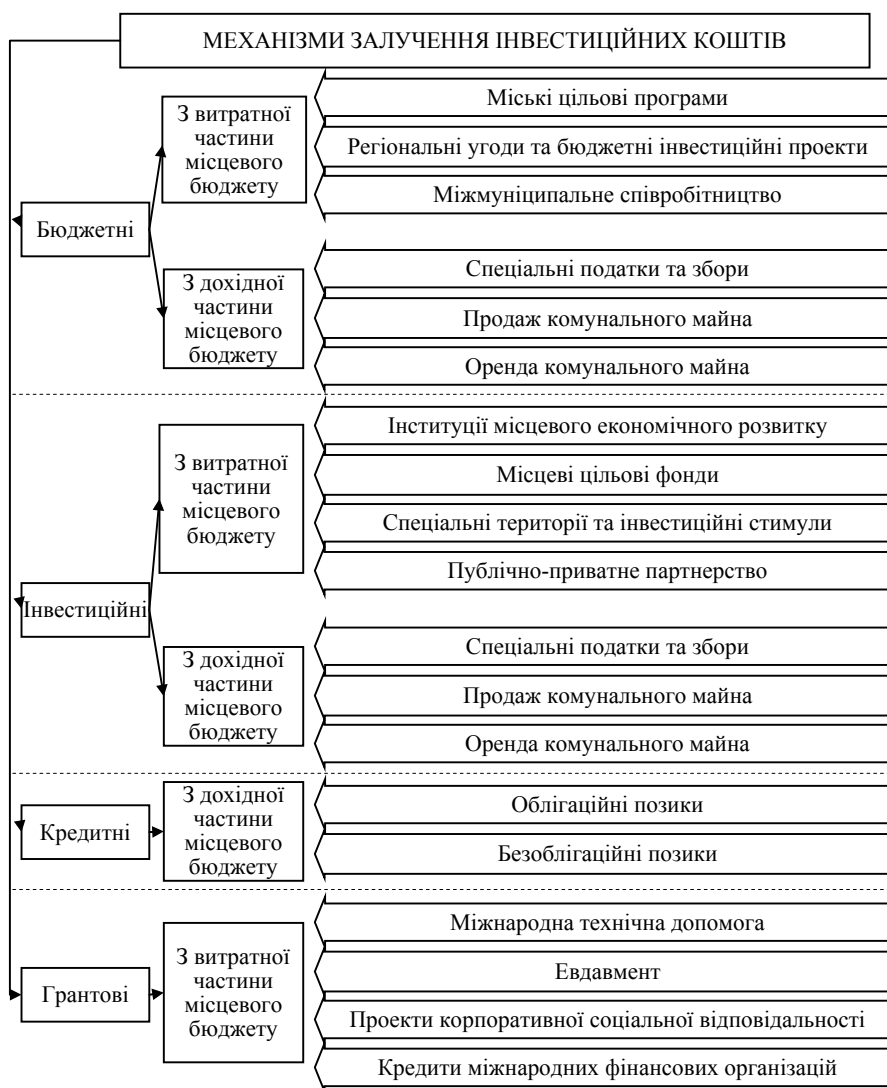 МЕХАНІЗМИ ЗАЛУЧЕННЯ ІНВЕСТИЦІЙНИХ КОШТІВ
Бюджетні
З витратної
частини
місцевого
бюджету
Міські цільові програми
Регіональні угоди та бюджетні інвестиційні проекти
Міжмуніципальне співробітництво
З дохідної
частини
місцевого
бюджету
Спеціальні податки та збори
Продаж комунального майна
Оренда комунального майна
Інвестиційні
З витратної
частини
місцевого
бюджету
Інституції місцевого економічного розвитку
Місцеві цільові фонди
Спеціальні території та інвестиційні стимули
Публічно-приватне партнерство
З дохідної
частини
місцевого
бюджету
Спеціальні податки та збори
Продаж комунального майна
Оренда комунального майна
Кредитні
З дохідної
частини
місцевого
бюджету
Облігаційні позики
Безоблігаційні позики
Грантові
З витратної
частини
місцевого
бюджету
Міжнародна технічна допомога
Евдавмент
Проекти корпоративної соціальної відповідальності
Кредити міжнародних фінансових організацій